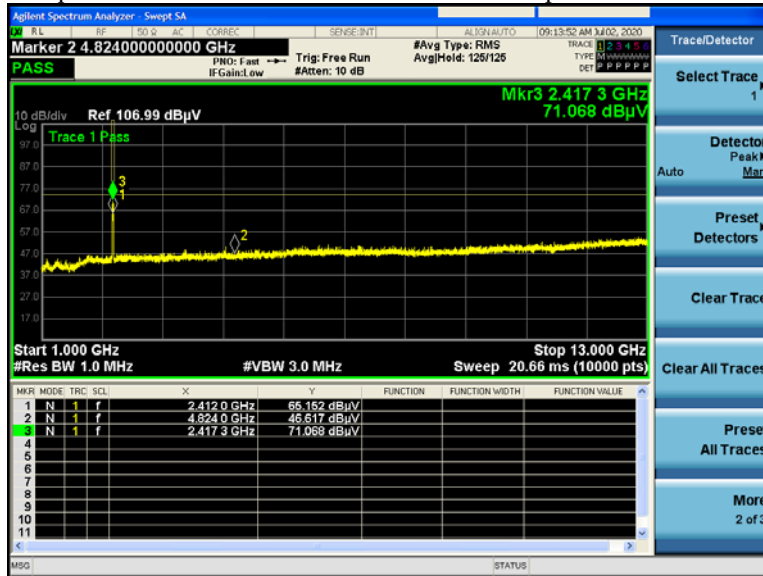 Agilent Spectrum Analyzer - Swept SA
RL RF 50 Ω AC CORREC SENSE:INT ALIGN AUTO 09:13:52 AM Jul 02, 2020
Marker 2 4.824000000000 GHz
PASS
PNO: Fast
IFGain:Low
Trig: Free Run
#Atten: 10 dB
#Avg Type: RMS
Avg|Hold: 125/125
TRACE 1 2 3 4 5 6
TYPE M
DET P P P P P P
Mkr3 2.417 3 GHz
71.068 dBµV
10 dB/div Ref 106.99 dBµV
Log
Trace 1 Pass
97.0
87.0
77.0
67.0
57.0
47.0
37.0
27.0
17.0
3
1
2
Start 1.000 GHz Stop 13.000 GHz
#Res BW 1.0 MHz #VBW 3.0 MHz Sweep 20.66 ms (10000 pts)
MKR MODE TRC SCL X Y FUNCTION FUNCTION WIDTH FUNCTION VALUE
1 N 1 f 2.412 0 GHz 65.152 dBµV
2 N 1 f 4.824 0 GHz 46.617 dBµV
3 N 1 f 2.417 3 GHz 71.068 dBµV
4
5
6
7
8
9
10
11
MSG STATUS
Trace/Detector
Select Trace
1
Detector
Peak
Auto Man
Preset
Detectors
Clear Trace
Clear All Traces
Prese
All Traces
More
2 of 3